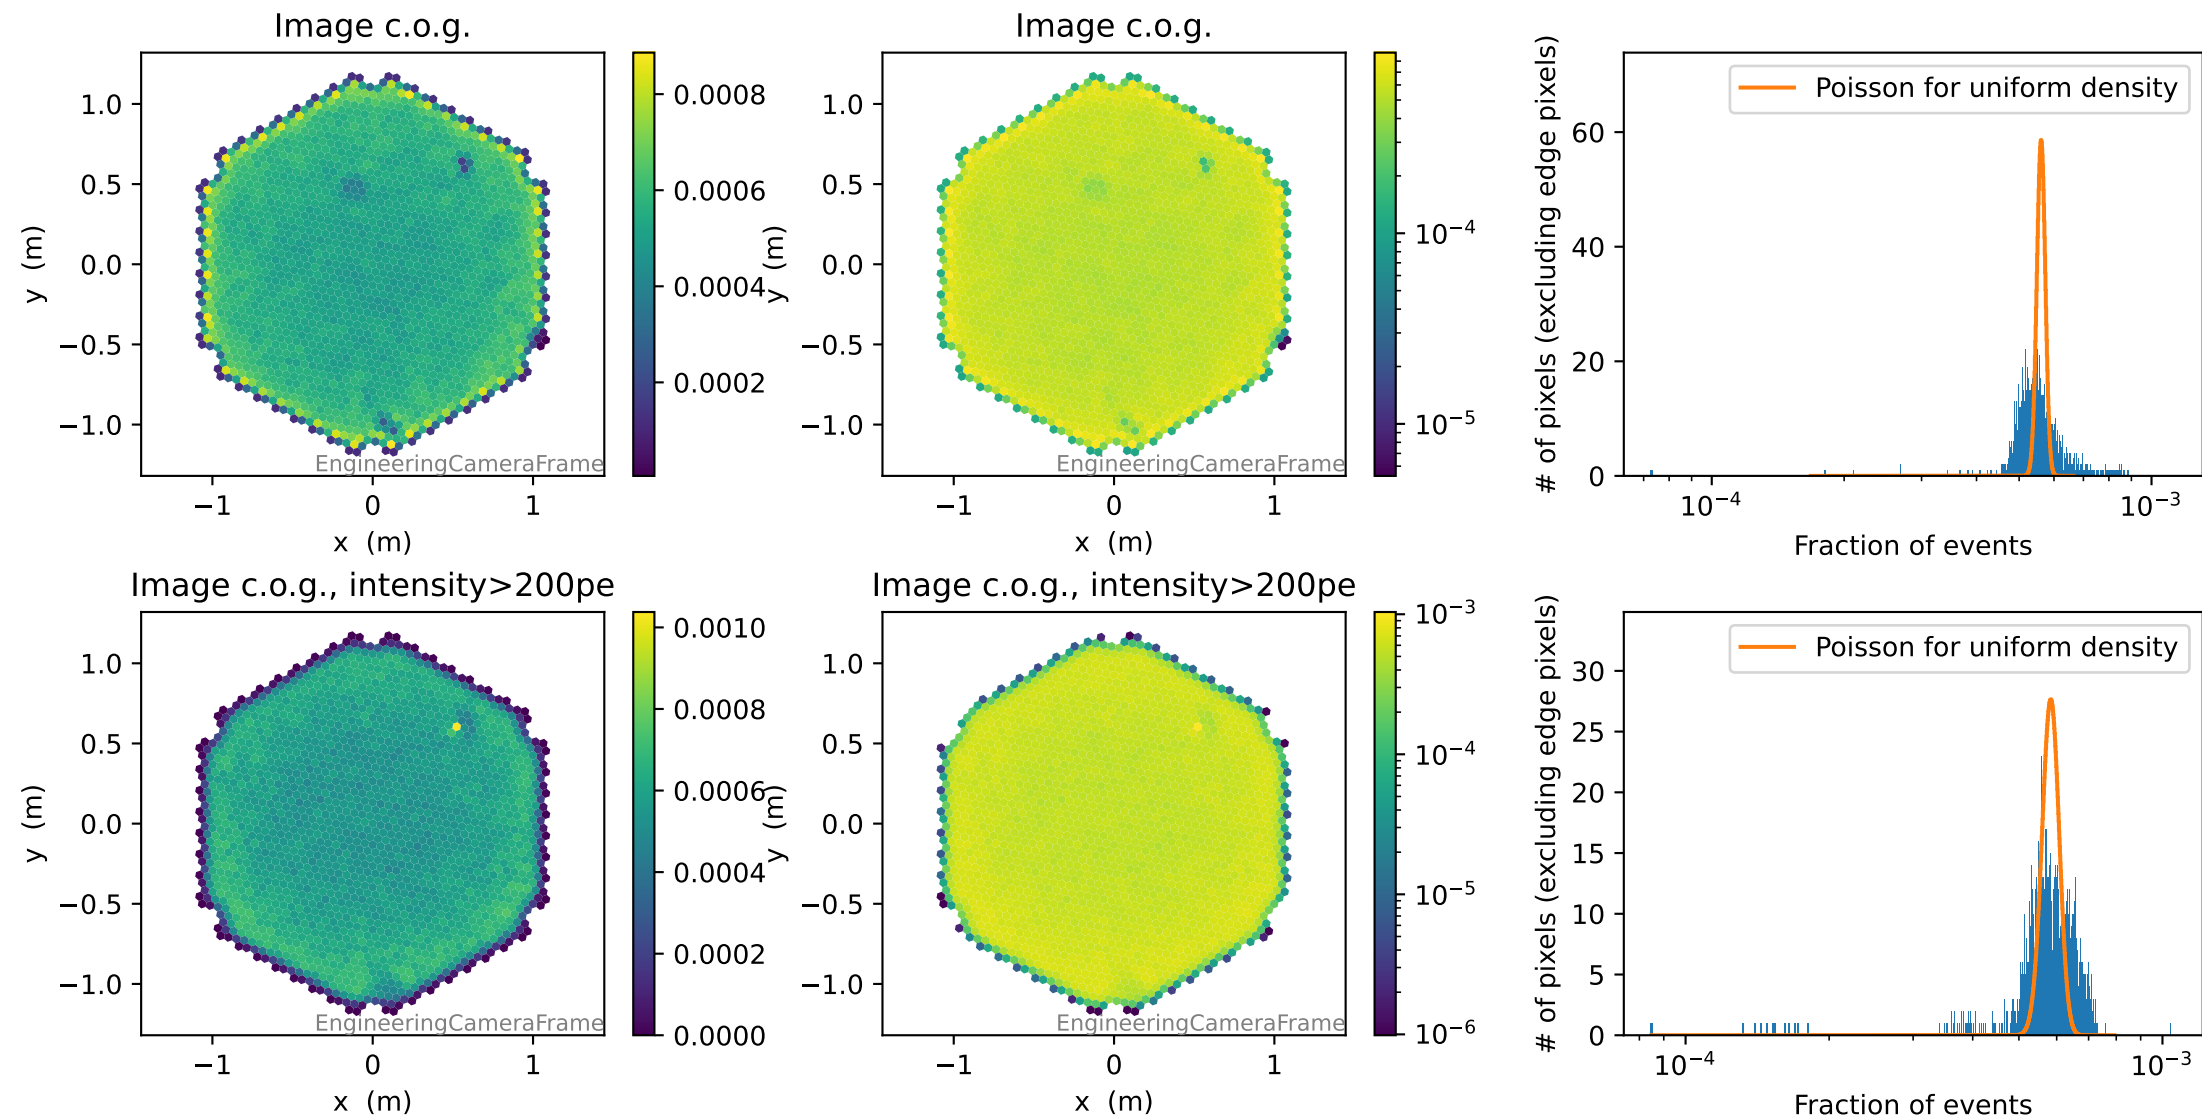 Image c.o.g.
1.0
0.5
0.0
−0.5
−1.0
y (m)
−1
0
1
x (m)
EngineeringCameraFrame
0.0008
0.0006
0.0004
0.0002
Image c.o.g.
1.0
0.5
0.0
−0.5
−1.0
y (m)
−1
0
1
x (m)
EngineeringCameraFrame
10−4
10−5
# of pixels (excluding edge pixels)
60
40
20
0
Poisson for uniform density
10−4
10−3
Fraction of events
Image c.o.g., intensity>200pe
1.0
0.5
0.0
−0.5
−1.0
y (m)
−1
0
1
x (m)
EngineeringCameraFrame
0.0010
0.0008
0.0006
0.0004
0.0002
0.0000
Image c.o.g., intensity>200pe
1.0
0.5
0.0
−0.5
−1.0
y (m)
−1
0
1
x (m)
EngineeringCameraFrame
10−3
10−4
10−5
10−6
# of pixels (excluding edge pixels)
30
25
20
15
10
5
0
Poisson for uniform density
10−4
10−3
Fraction of events